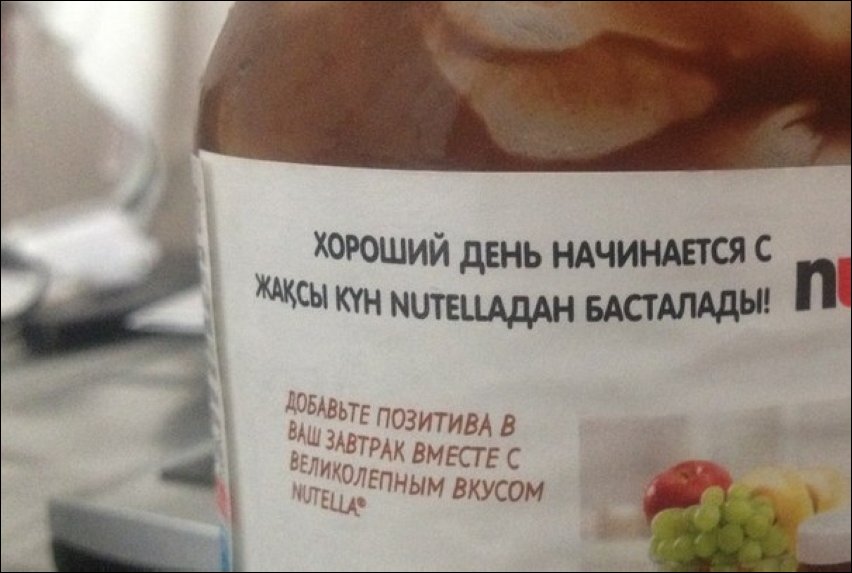 ХОРОШИЙ ДЕНЬ НАЧИНАЕТСЯ С
ЖАҚСЫ КҮН NUTELLAДАН БАСТАЛАДЫ!
n
ДОБАВЬТЕ ПОЗИТИВА В
ВАШ ЗАВТРАК ВМЕСТЕ С
ВЕЛИКОЛЕПНЫМ ВКУСОМ
NUTELLA®